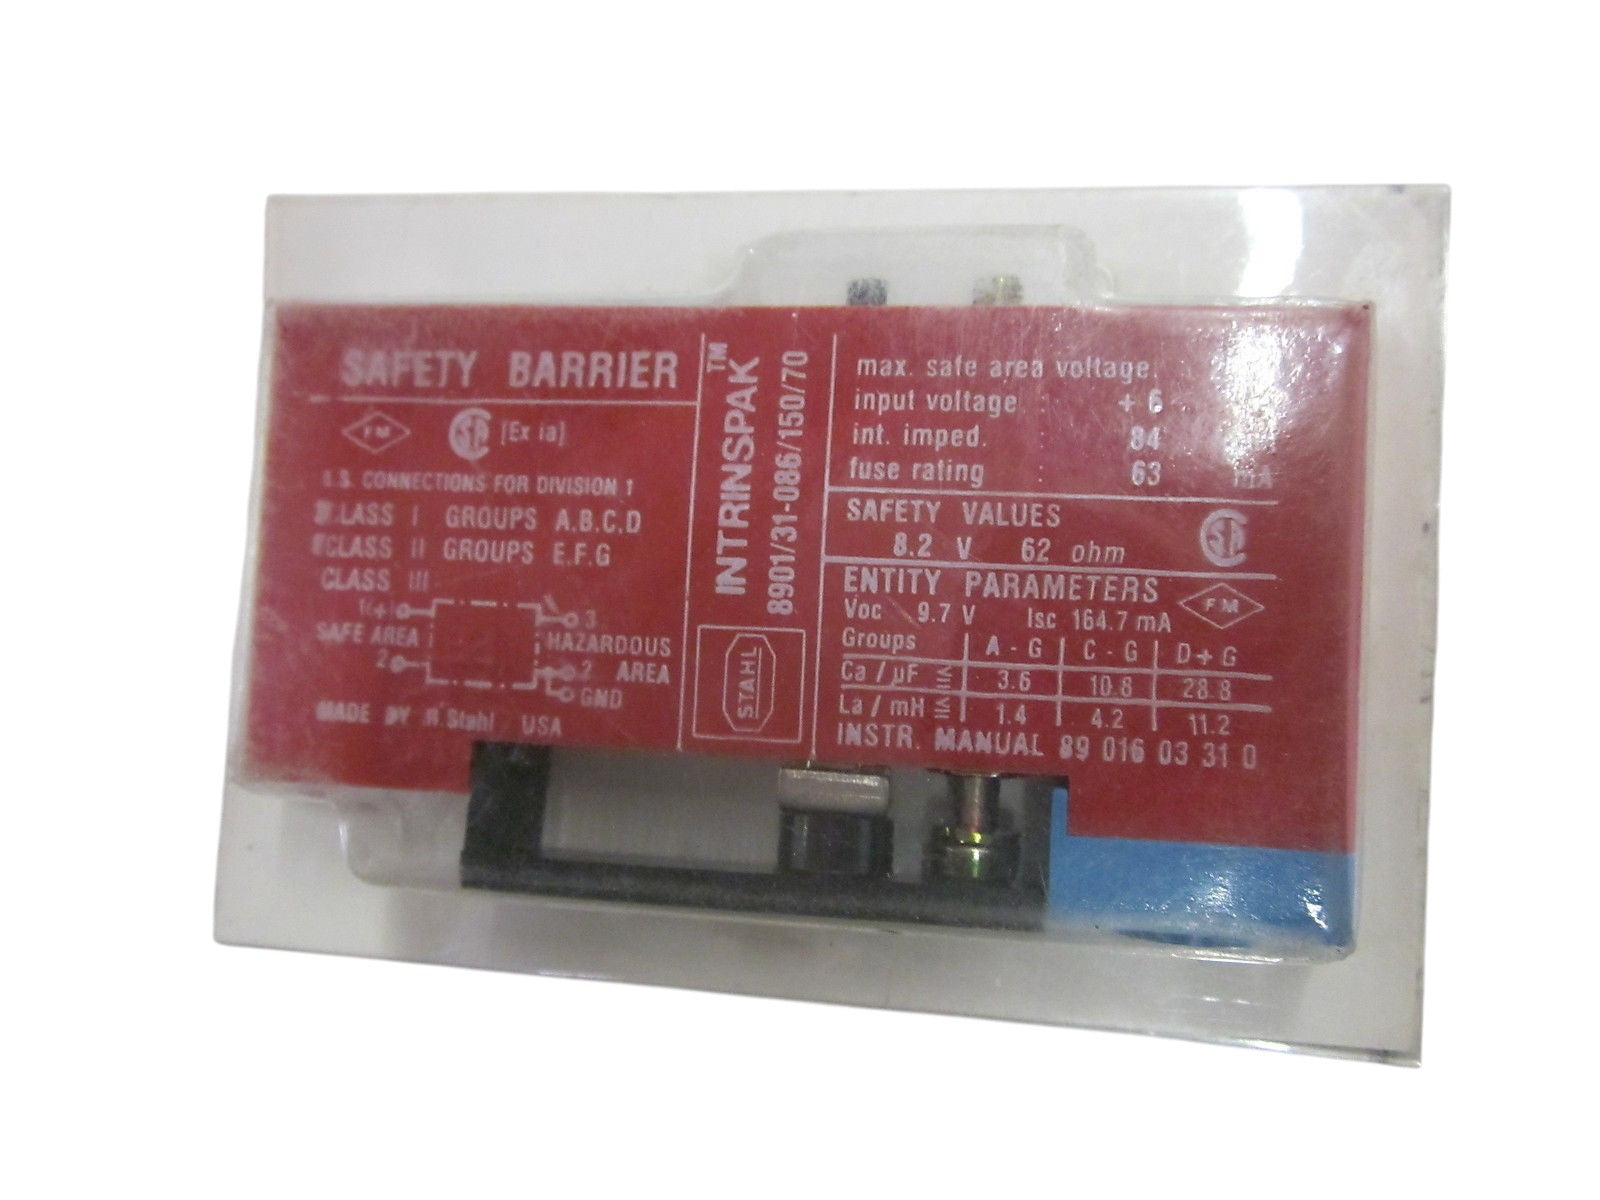 SAFETY BARRIER
FM
[Ex ia]
I.S. CONNECTIONS FOR DIVISION 1
CLASS I GROUPS A.B.C.D
CLASS II GROUPS E.F.G
CLASS III
1(+) 3
SAFE AREA HAZARDOUS
2 2 AREA
GND
MADE BY R. Stahl USA
INTRINSPAK™
8901/31-086/150/70
STAHL
max. safe area voltage
input voltage : + 6
int. imped. : 84
fuse rating : 63 mA
SAFETY VALUES
8.2 V 62 ohm
ENTITY PARAMETERS
FM
Voc 9.7 V Isc 164.7 mA
Groups A - G C - G D + G
Ca / µF 3.6 10.8 28.8
La / mH 1.4 4.2 11.2
INSTR. MANUAL 89 016 03 31 0